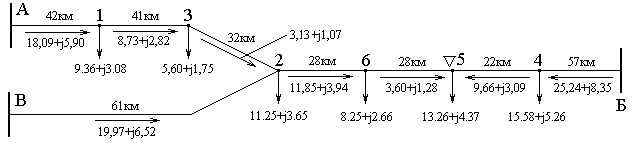 А
42км
1
41км
3
32км
3,13+j1,07
18,09+j5,90
8,73+j2,82
9.36+j3.08
5,60+j1,75
2
28км
6
28км
▽5
22км
4
57км
11,85+j3,94
3,60+j1,28
9,66+j3,09
25,24+j8,35
В
61км
Б
19,97+j6,52
11.25+j3.65
8.25+j2.66
13.26+j4.37
15.58+j5.26